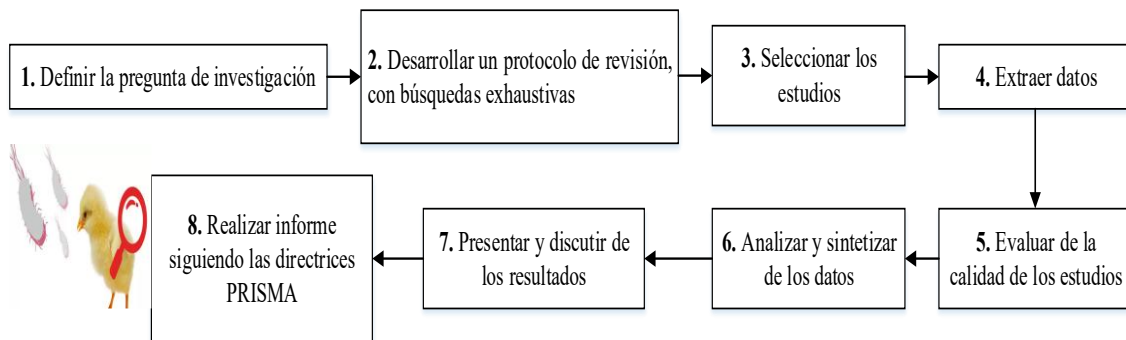 1. Definir la pregunta de investigación
2. Desarrollar un protocolo de revisión,
con búsquedas exhaustivas
3. Seleccionar los
estudios
4. Extraer datos
5. Evaluar de la
calidad de los estudios
6. Analizar y sintetizar
de los datos
7. Presentar y discutir de
los resultados
8. Realizar informe
siguiendo las directrices
PRISMA